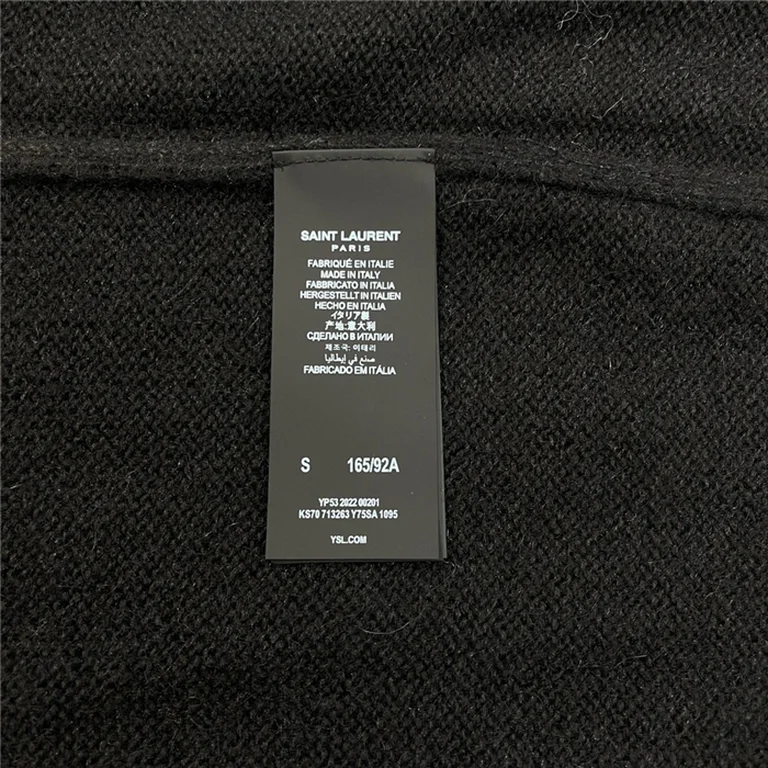 SAINT LAURENT
PARIS
FABRIQUÉ EN ITALIE
MADE IN ITALY
FABBRICATO IN ITALIA
HERGESTELLT IN ITALIEN
HECHO EN ITALIA
イタリア製
产地:意大利
СДЕЛАНО В ИТАЛИИ
제조국: 이태리
صنع في إيطاليا
FABRICADO EM ITÁLIA
S 165/92A
YP53 2022 00201
KS70 713263 Y75SA 1095
YSL.COM